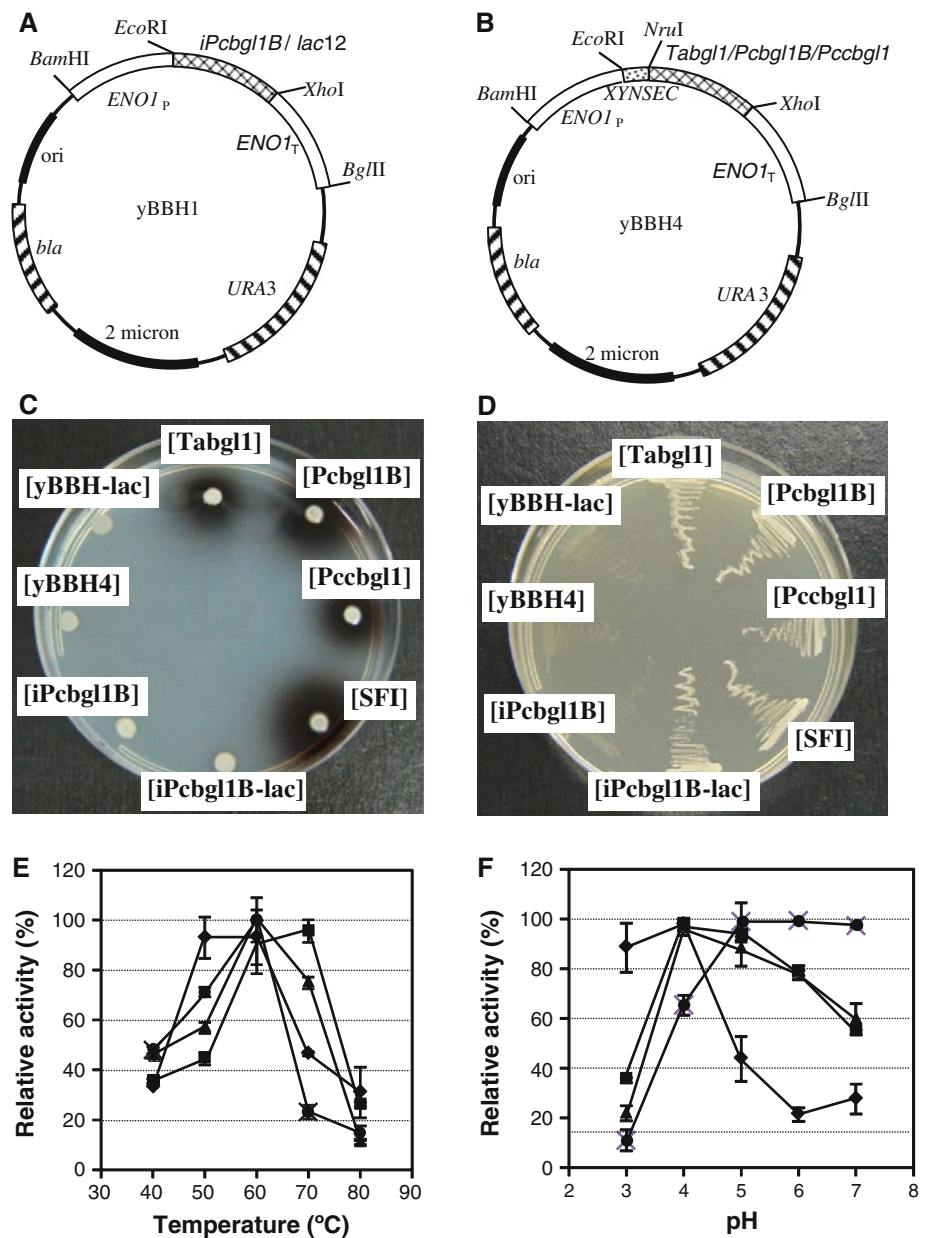 A
EcoRI
iPcbgl1B / lac12
BamHI
XhoI
ENO1P
ENO1T
ori
BglII
yBBH1
bla
URA3
2 micron
B
NruI
EcoRI
Tabgl1/Pcbgl1B/Pccbgl1
BamHI
XYNSEC
XhoI
ENO1P
ENO1T
ori
BglII
yBBH4
bla
URA3
2 micron
C
[Tabgl1]
[yBBH-lac]
[Pcbgl1B]
[yBBH4]
[Pccbgl1]
[iPcbgl1B]
[SFI]
[iPcbgl1B-lac]
D
[Tabgl1]
[yBBH-lac]
[Pcbgl1B]
[yBBH4]
[Pccbgl1]
[iPcbgl1B]
[SFI]
[iPcbgl1B-lac]
E
120
100
80
60
40
20
0
Relative activity (%)
30 40 50 60 70 80 90
Temperature (ºC)
F
120
100
80
60
40
20
0
Relative activity (%)
2 3 4 5 6 7 8
pH